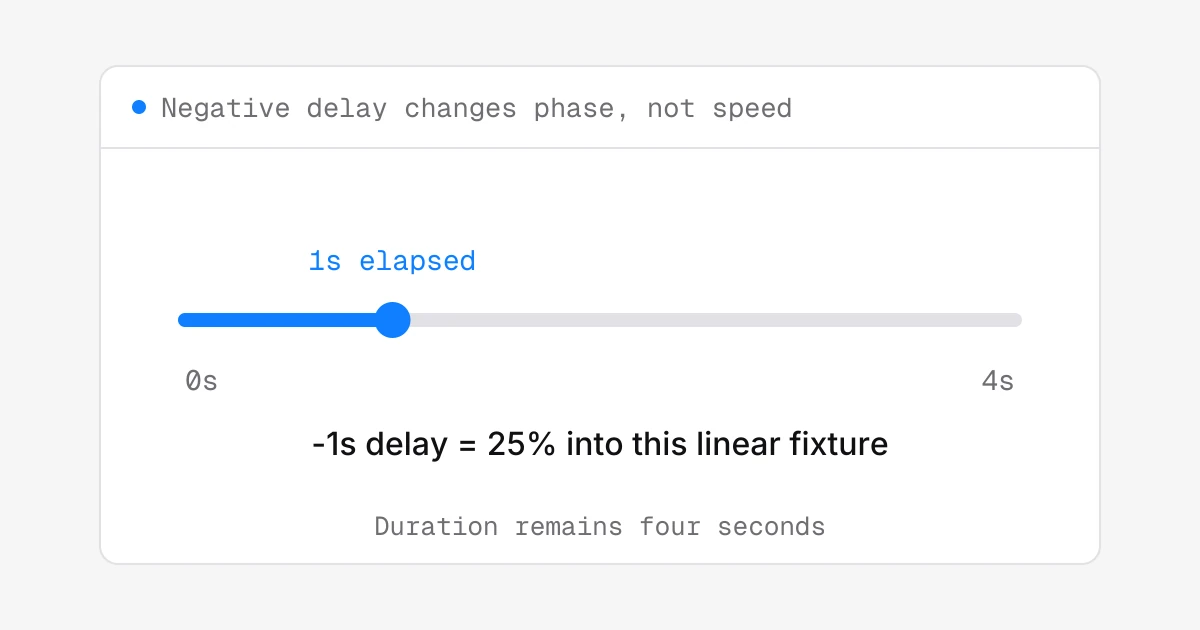 Negative delay changes phase, not speed
1s elapsed
0s
4s
-1s delay = 25% into this linear fixture
Duration remains four seconds